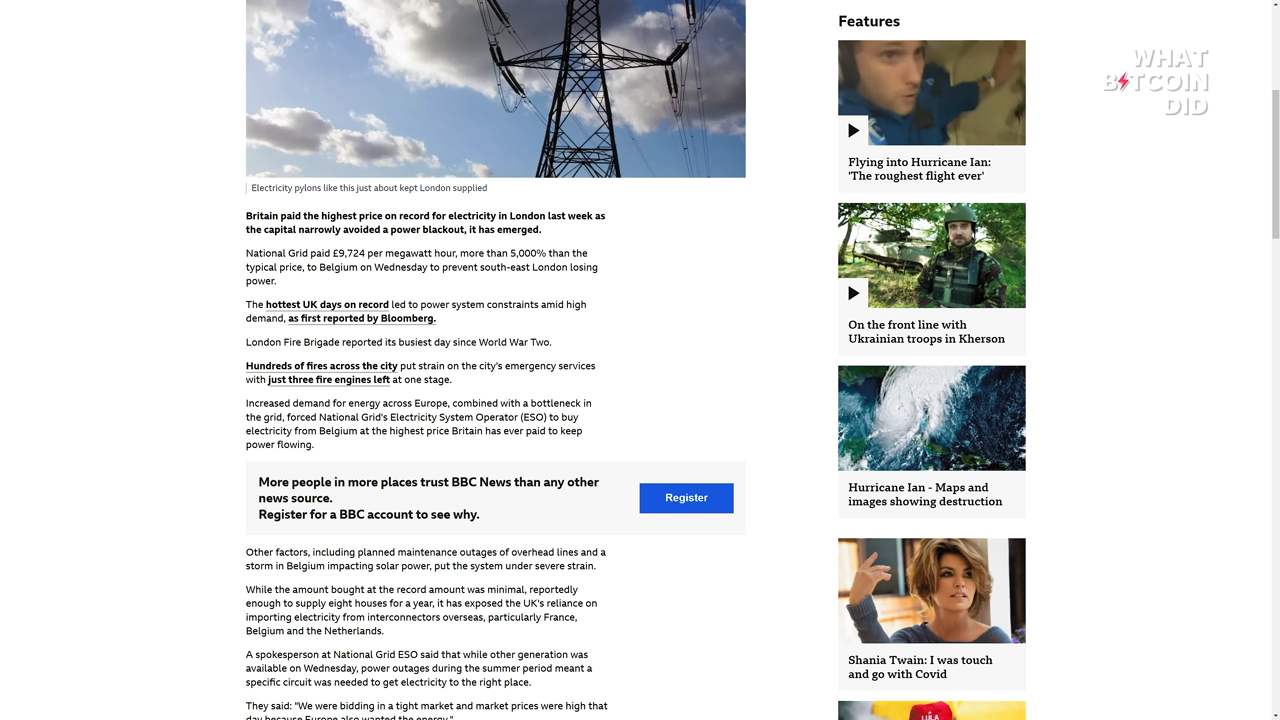 Features
WHAT
BITCOIN
DID
Flying into Hurricane Ian:
'The roughest flight ever'
Electricity pylons like this just about kept London supplied
Britain paid the highest price on record for electricity in London last week as
the capital narrowly avoided a power blackout, it has emerged.
National Grid paid £9,724 per megawatt hour, more than 5,000% than the
typical price, to Belgium on Wednesday to prevent south-east London losing
power.
The hottest UK days on record led to power system constraints amid high
demand, as first reported by Bloomberg.
London Fire Brigade reported its busiest day since World War Two.
Hundreds of fires across the city put strain on the city's emergency services
with just three fire engines left at one stage.
Increased demand for energy across Europe, combined with a bottleneck in
the grid, forced National Grid's Electricity System Operator (ESO) to buy
electricity from Belgium at the highest price Britain has ever paid to keep
power flowing.
On the front line with
Ukrainian troops in Kherson
More people in more places trust BBC News than any other
news source.
Register for a BBC account to see why.
Register
Hurricane Ian - Maps and
images showing destruction
Other factors, including planned maintenance outages of overhead lines and a
storm in Belgium impacting solar power, put the system under severe strain.
While the amount bought at the record amount was minimal, reportedly
enough to supply eight houses for a year, it has exposed the UK's reliance on
importing electricity from interconnectors overseas, particularly France,
Belgium and the Netherlands.
A spokesperson at National Grid ESO said that while other generation was
available on Wednesday, power outages during the summer period meant a
specific circuit was needed to get electricity to the right place.
They said: "We were bidding in a tight market and market prices were high that
day because Europe also wanted the energy."
Shania Twain: I was touch
and go with Covid
LULA